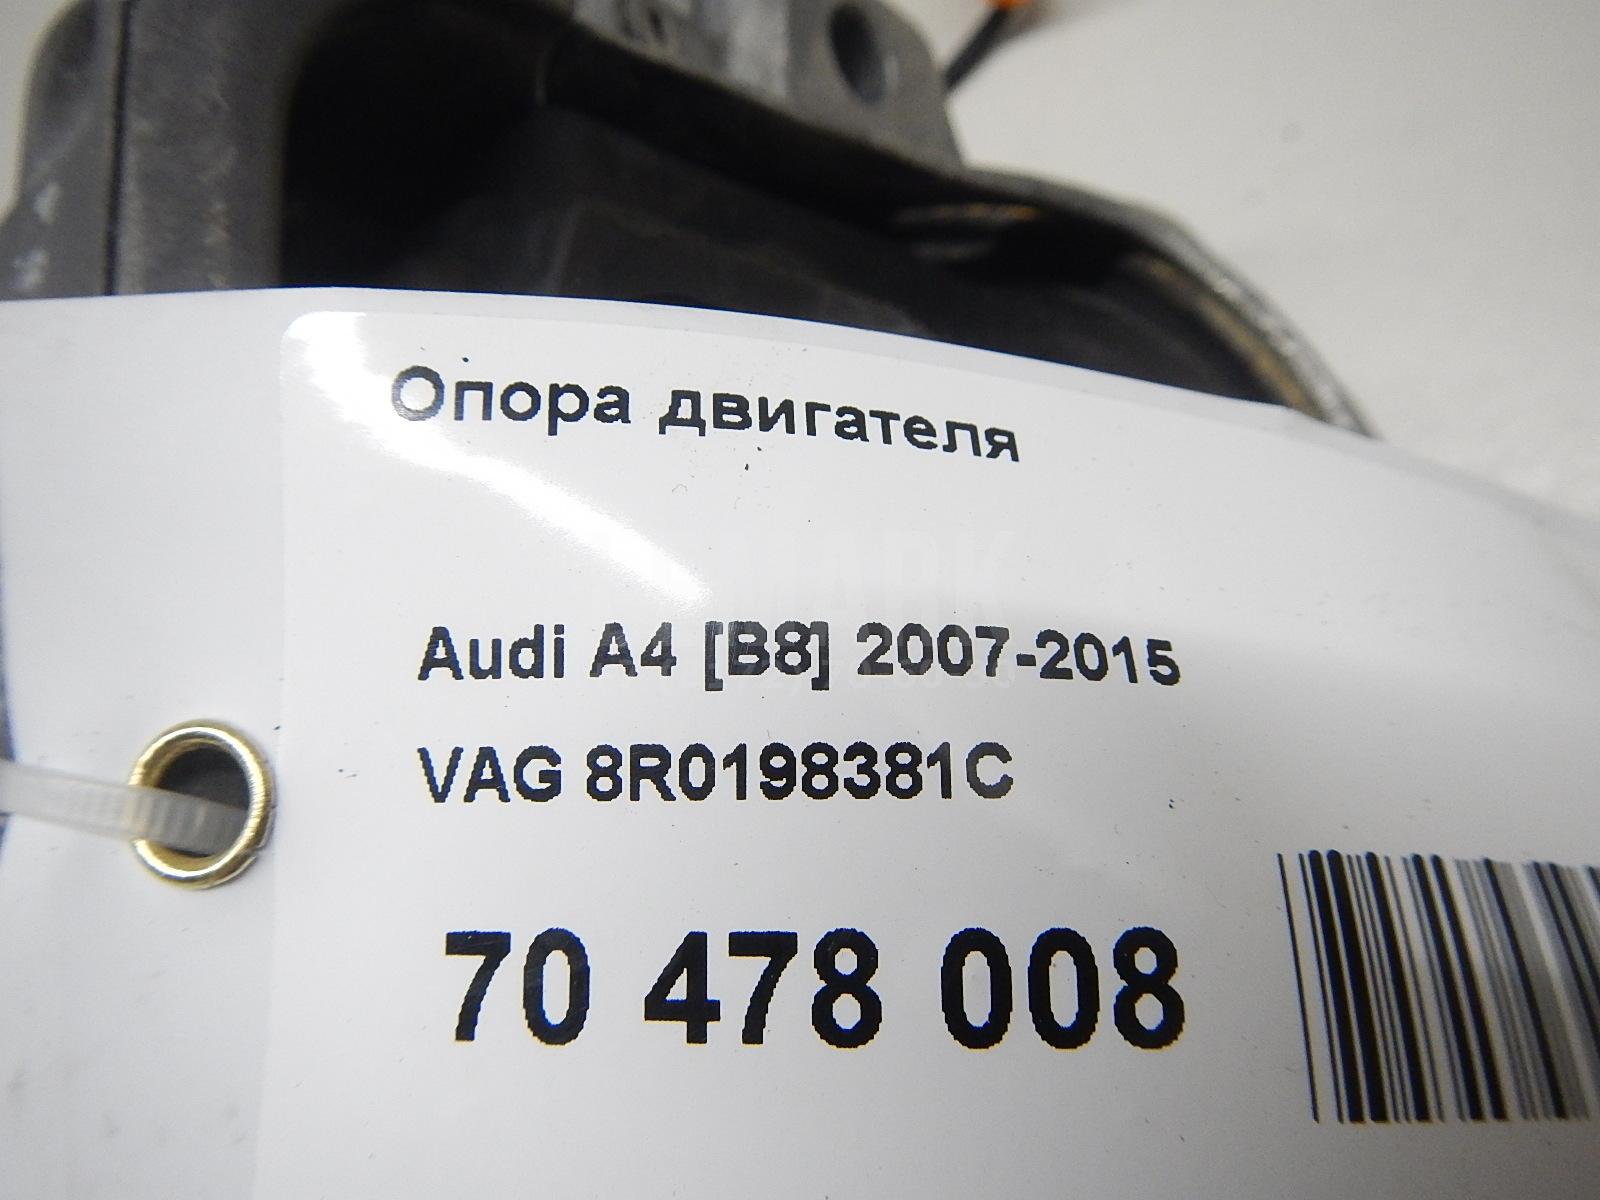 Опора двигателя
Audi A4 [B8] 2007-2015
VAG 8R0198381C
70 478 008